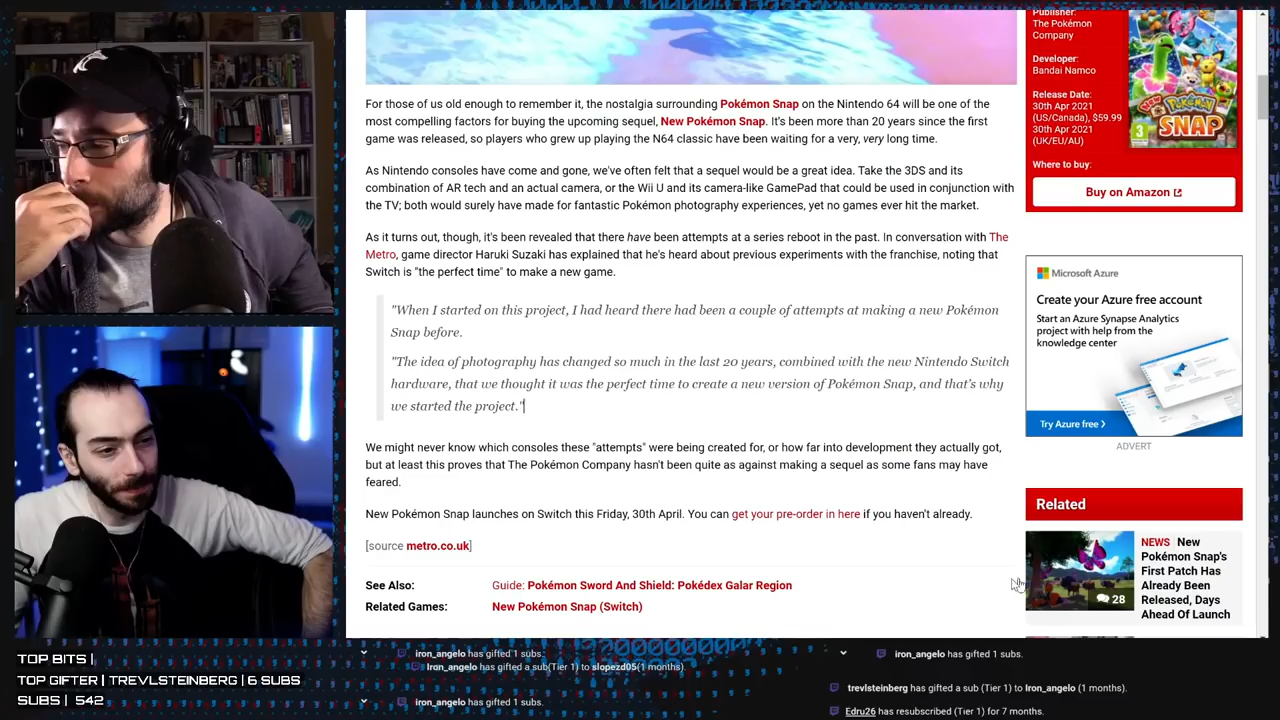 For those of us old enough to remember it, the nostalgia surrounding Pokémon Snap on the Nintendo 64 will be one of the
most compelling factors for buying the upcoming sequel, New Pokémon Snap. It's been more than 20 years since the first
game was released, so players who grew up playing the N64 classic have been waiting for a very, very long time.
As Nintendo consoles have come and gone, we've often felt that a sequel would be a great idea. Take the 3DS and its
combination of AR tech and an actual camera, or the Wii U and its camera-like GamePad that could be used in conjunction with
the TV; both would surely have made for fantastic Pokémon photography experiences, yet no games ever hit the market.
As it turns out, though, it's been revealed that there have been attempts at a series reboot in the past. In conversation with The
Metro, game director Haruki Suzaki has explained that he's heard about previous experiments with the franchise, noting that
Switch is "the perfect time" to make a new game.
"When I started on this project, I had heard there had been a couple of attempts at making a new Pokémon
Snap before.
"The idea of photography has changed so much in the last 20 years, combined with the new Nintendo Switch
hardware, that we thought it was the perfect time to create a new version of Pokémon Snap, and that's why
we started the project."
We might never know which consoles these "attempts" were being created for, or how far into development they actually got,
but at least this proves that The Pokémon Company hasn't been quite as against making a sequel as some fans may have
feared.
New Pokémon Snap launches on Switch this Friday, 30th April. You can get your pre-order in here if you haven't already.
[source metro.co.uk]
See Also: Guide: Pokémon Sword And Shield: Pokédex Galar Region
Related Games: New Pokémon Snap (Switch)
Publisher:
The Pokémon
Company
Developer:
Bandai Namco
Release Date:
30th Apr 2021
(US/Canada), $59.99
30th Apr 2021
(UK/EU/AU)
Where to buy:
Buy on Amazon
NEW
Pokémon
SNAP
3
Microsoft Azure
Create your Azure free account
Start an Azure Synapse Analytics
project with help from the
knowledge center
Try Azure free >
ADVERT
Related
NEWS New
Pokémon Snap's
First Patch Has
Already Been
Released, Days
Ahead Of Launch
28
TOP BITS |
TOP GIFTER | TREVLSTEINBERG | 6 SUBS
SUBS | 542
iron_angelo has gifted 1 subs.
Iron_angelo has gifted a sub(Tier 1) to slopezd05(1 months).
iron_angelo has gifted 1 subs.
iron_angelo has gifted 1 subs.
trevlsteinberg has gifted a sub (Tier 1) to Iron_angelo (1 months).
Edru26 has resubscribed (Tier 1) for 7 months.